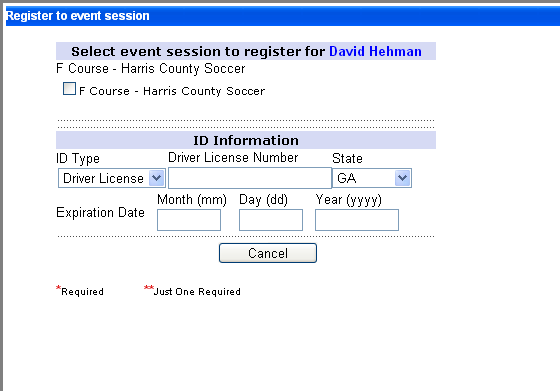 Register to event session
Select event session to register for David Hehman
F Course - Harris County Soccer
F Course - Harris County Soccer
ID Information
ID Type Driver License Number State
Driver License GA
Month (mm) Day (dd) Year (yyyy)
Expiration Date
Cancel
*Required **Just One Required